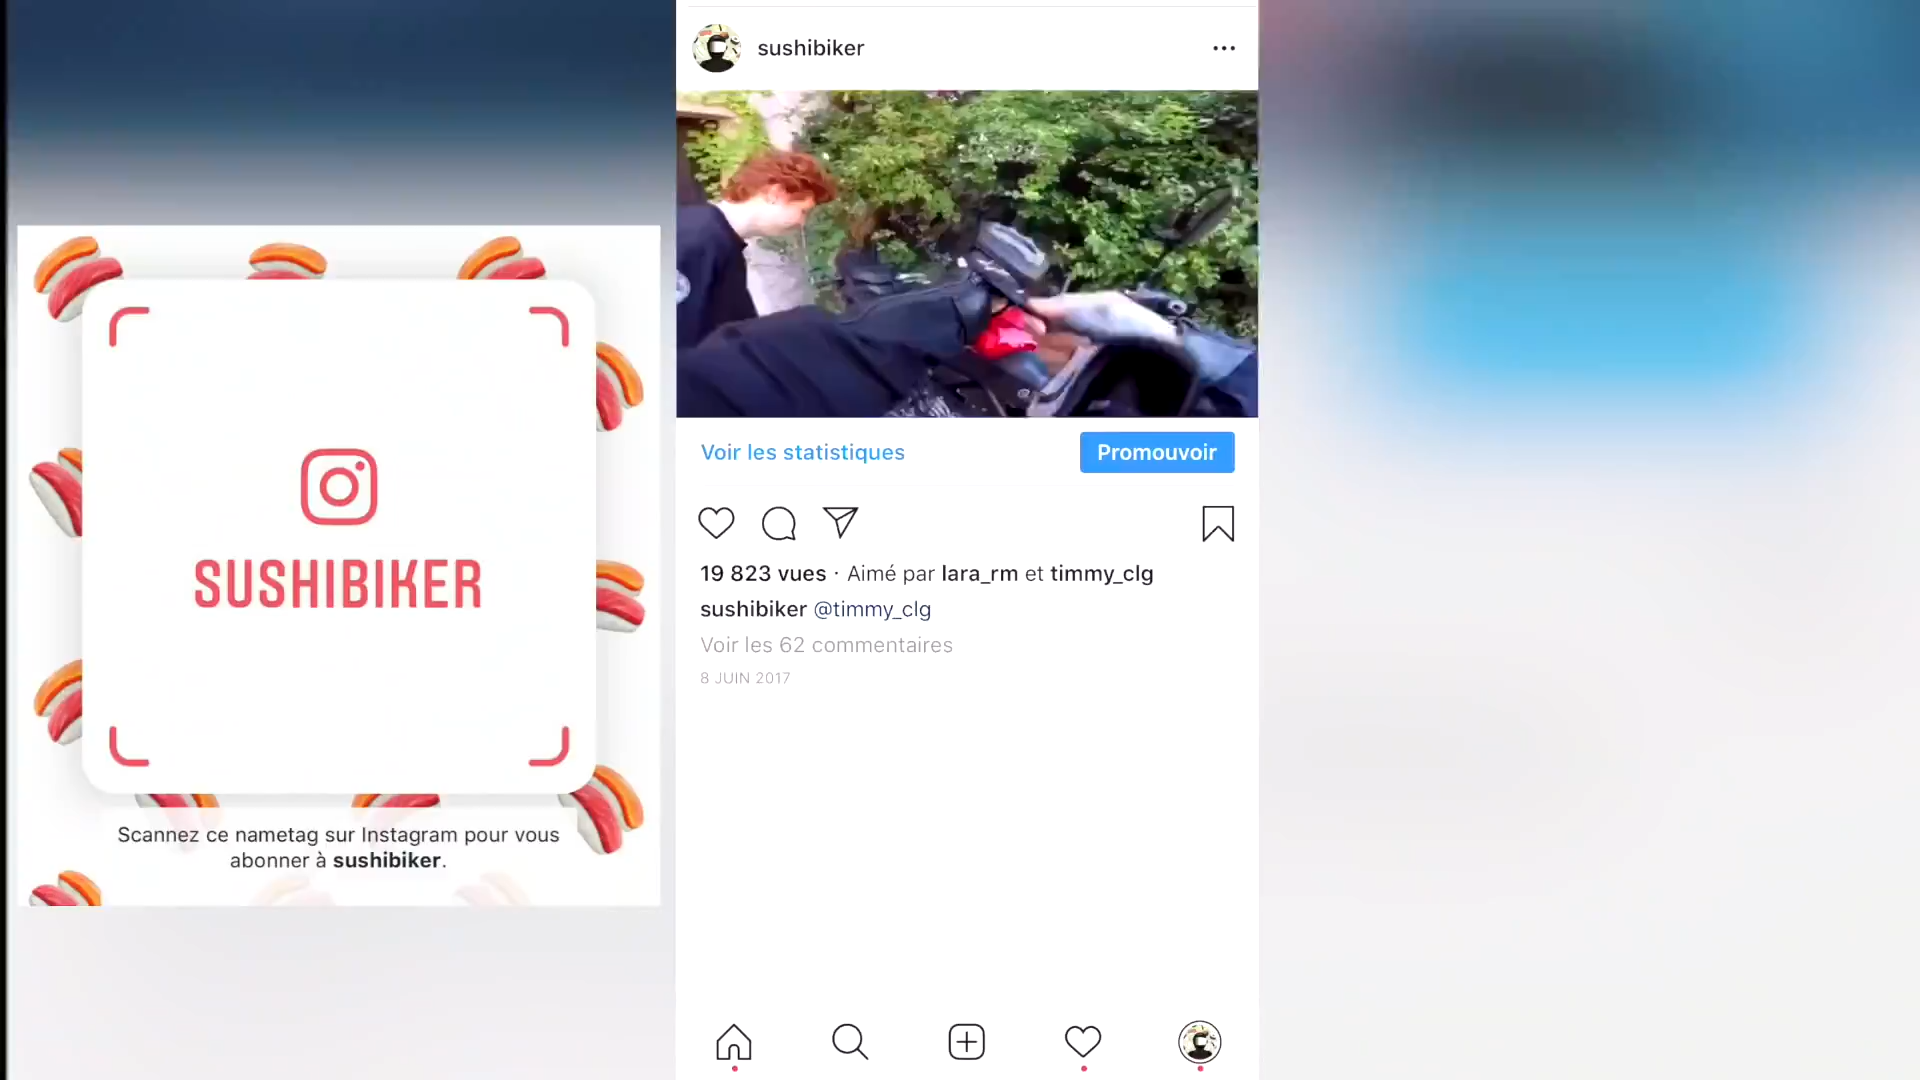 SUSHIBIKER
Scannez ce nametag sur Instagram pour vous
abonner à sushibiker.
sushibiker
Voir les statistiques
Promouvoir
19 823 vues · Aimé par lara_rm et timmy_clg
sushibiker @timmy_clg
Voir les 62 commentaires
8 JUIN 2017